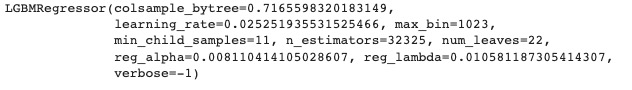 LGBMRegressor(colsample_bytree=0.7165598320183149,
learning_rate=0.025251935531525466, max_bin=1023,
min_child_samples=11, n_estimators=32325, num_leaves=22,
reg_alpha=0.008110414105028607, reg_lambda=0.010581187305414307,
verbose=-1)